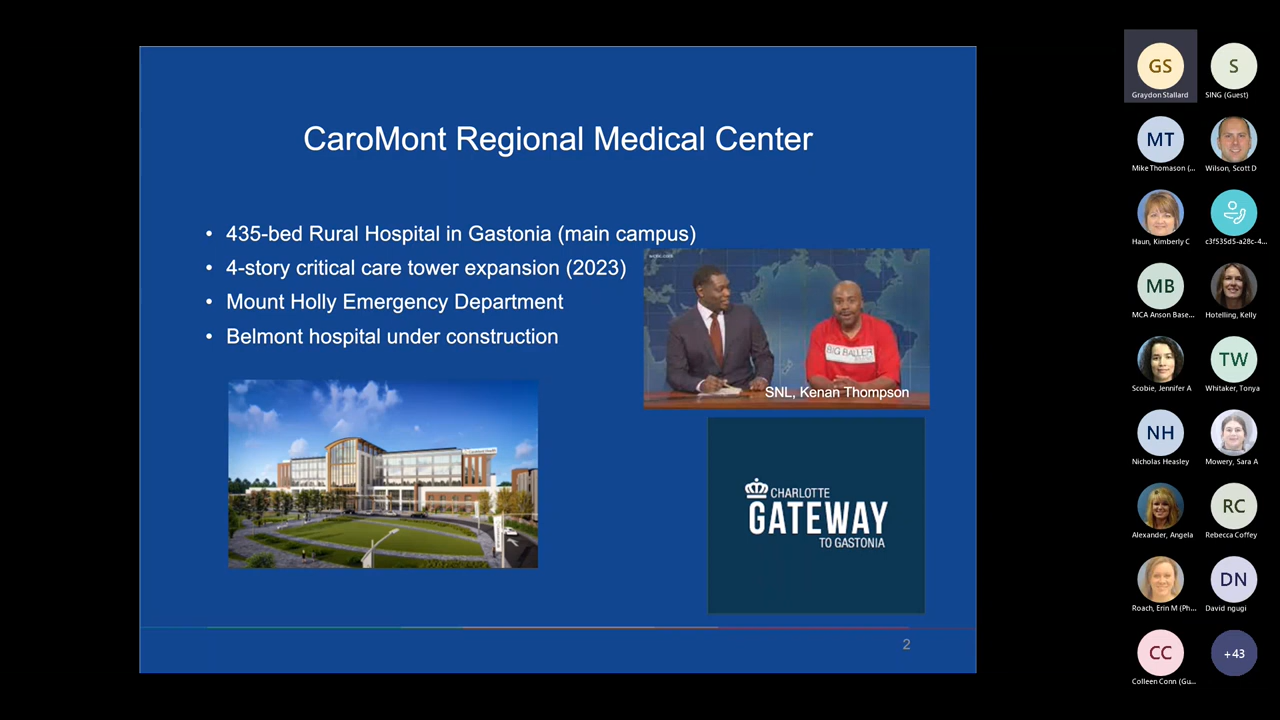 CaroMont Regional Medical Center
• 435-bed Rural Hospital in Gastonia (main campus)
• 4-story critical care tower expansion (2023)
• Mount Holly Emergency Department
• Belmont hospital under construction
BIG BALLER
SNL, Kenan Thompson
CHARLOTTE
GATEWAY
TO GASTONIA
2
GS
Graydon Stallard
S
SING (Guest)
MT
Mike Thomason (...
Wilson, Scott D
Haun, Kimberly C
c3f535d5-a28c-4...
MB
MCA Anson Base...
Hotelling, Kelly
Scobie, Jennifer A
TW
Whitaker, Tonya
NH
Nicholas Heasley
Mowery, Sara A
Alexander, Angela
RC
Rebecca Coffey
Roach, Erin M (Ph...
DN
David ngugi
CC
Colleen Conn (Gu...
+43